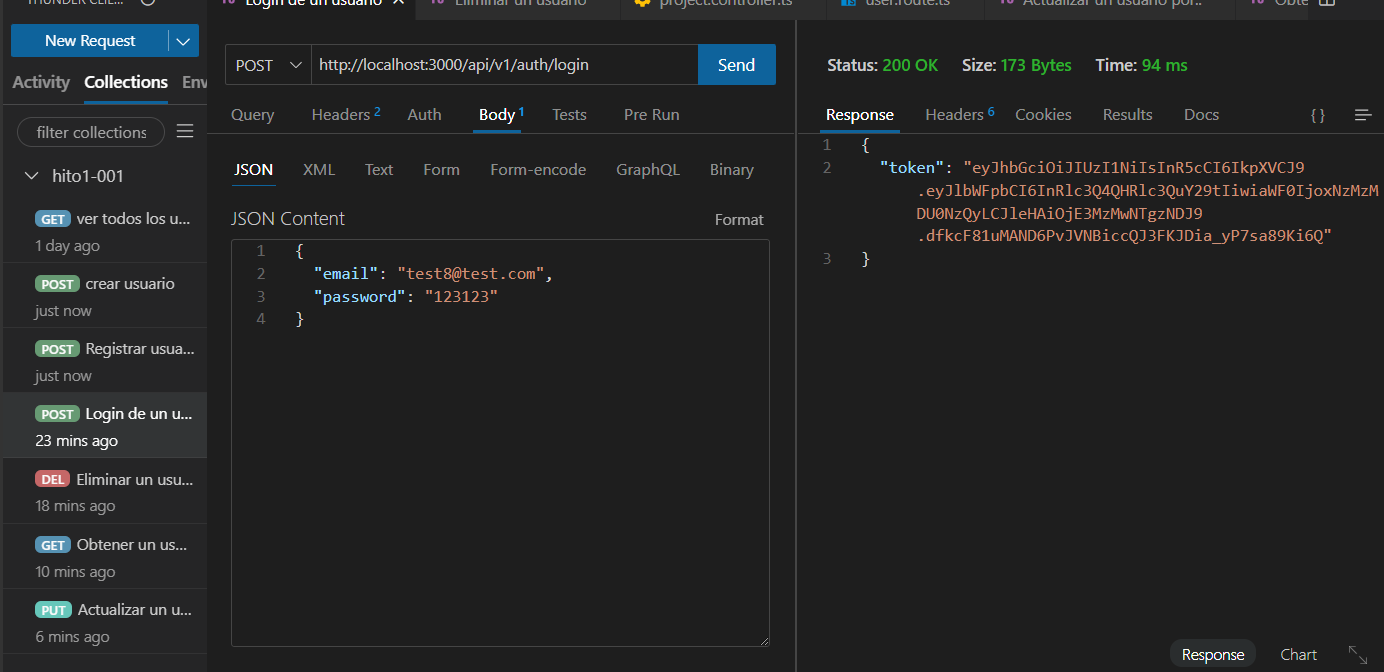 THUNDER CLIE...
Login de un usuario
Eliminar un usuario
project.controller.ts
user.route.ts
Actualizar un usuario por..
Obte
New Request
Activity
Collections
Env
filter collections
hito1-001
GET ver todos los u...
1 day ago
POST crear usuario
just now
POST Registrar usua...
just now
POST Login de un u...
23 mins ago
DEL Eliminar un usu...
18 mins ago
GET Obtener un us...
10 mins ago
PUT Actualizar un u...
6 mins ago
POST
http://localhost:3000/api/v1/auth/login
Send
Query
Headers 2
Auth
Body 1
Tests
Pre Run
JSON
XML
Text
Form
Form-encode
GraphQL
Binary
JSON Content
Format
1 {
2 "email": "test8@test.com",
3 "password": "123123"
4 }
Status: 200 OK
Size: 173 Bytes
Time: 94 ms
Response
Headers 6
Cookies
Results
Docs
{ }
1 {
2 "token": "eyJhbGciOiJIUzI1NiIsInR5cCI6IkpXVCJ9
.eyJlbWFpbCI6InRlc3Q4QHRlc3QuY29tIiwiaWF0IjoxNzMzM
DU0NzQyLCJleHAiOjE3MzMwNTgzNDJ9
.dfkcF81uMAND6PvJVNBiccQJ3FKJDia_yP7sa89Ki6Q"
3 }
Response
Chart